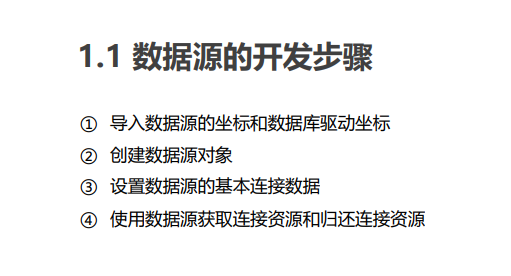 1.1 数据源的开发步骤
① 导入数据源的坐标和数据库驱动坐标
② 创建数据源对象
③ 设置数据源的基本连接数据
④ 使用数据源获取连接资源和归还连接资源